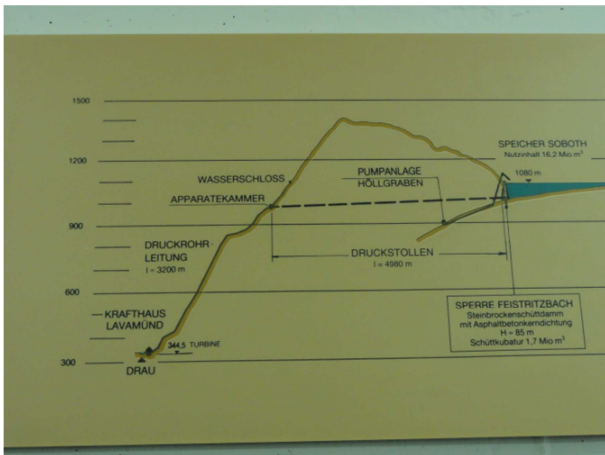 1500
SPEICHER SOBOTH
Nutzinhalt 16.2 Mio m³
1200
WASSERSCHLOSS
PUMPANLAGE
HÖLLGRABEN
1080 m
APPARATEKAMMER
900
DRUCKROHR-
LEITUNG
l = 3200 m
DRUCKSTOLLEN
l = 4980 m
600
SPERRE FEISTRITZBACH
Steinbrockenschüttdamm
mit Asphaltbetonkerndichtung
H = 85 m
Schüttkubatur 1,7 Mio m³
KRAFTHAUS
LAVAMÜND
344,5 TURBINE
300
DRAU